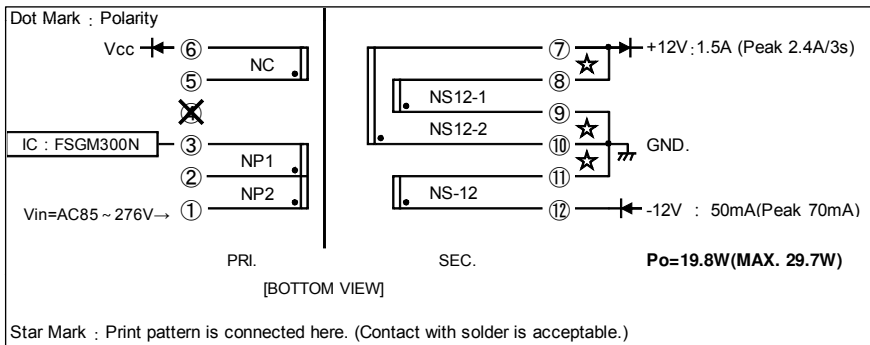 Dot Mark : Polarity
Vcc ⑥ ⑦ +12V:1.5A (Peak 2.4A/3s)
NC
⑤ ⑧
NS12-1
④ ⑨
NS12-2
IC : FSGM300N ③ ⑩ GND.
NP1
② ⑪
NP2 NS-12
Vin=AC85~276V→ ① ⑫ -12V : 50mA(Peak 70mA)
PRI. SEC. Po=19.8W(MAX. 29.7W)
[BOTTOM VIEW]
Star Mark : Print pattern is connected here. (Contact with solder is acceptable.)